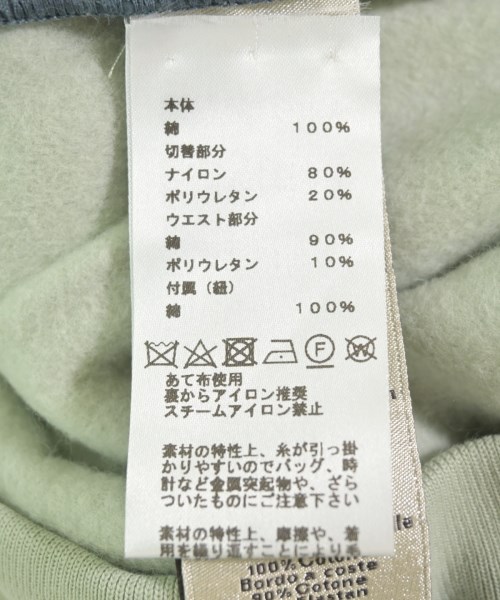 本体
綿 100%
切替部分
ナイロン 80%
ポリウレタン 20%
ウエスト部分
綿 90%
ポリウレタン 10%
付属（紐）
綿 100%
F W
あて布使用
裏からアイロン推奨
スチームアイロン禁止
素材の特性上、糸が引っ掛
かりやすいのでバッグ、時
計など金属突起物や、ざら
ついたものにご注意下さい
素材の特性上、摩擦や、着
用を繰り返すことにより毛
100% Cotone
Bordo a coste
90% Cotone